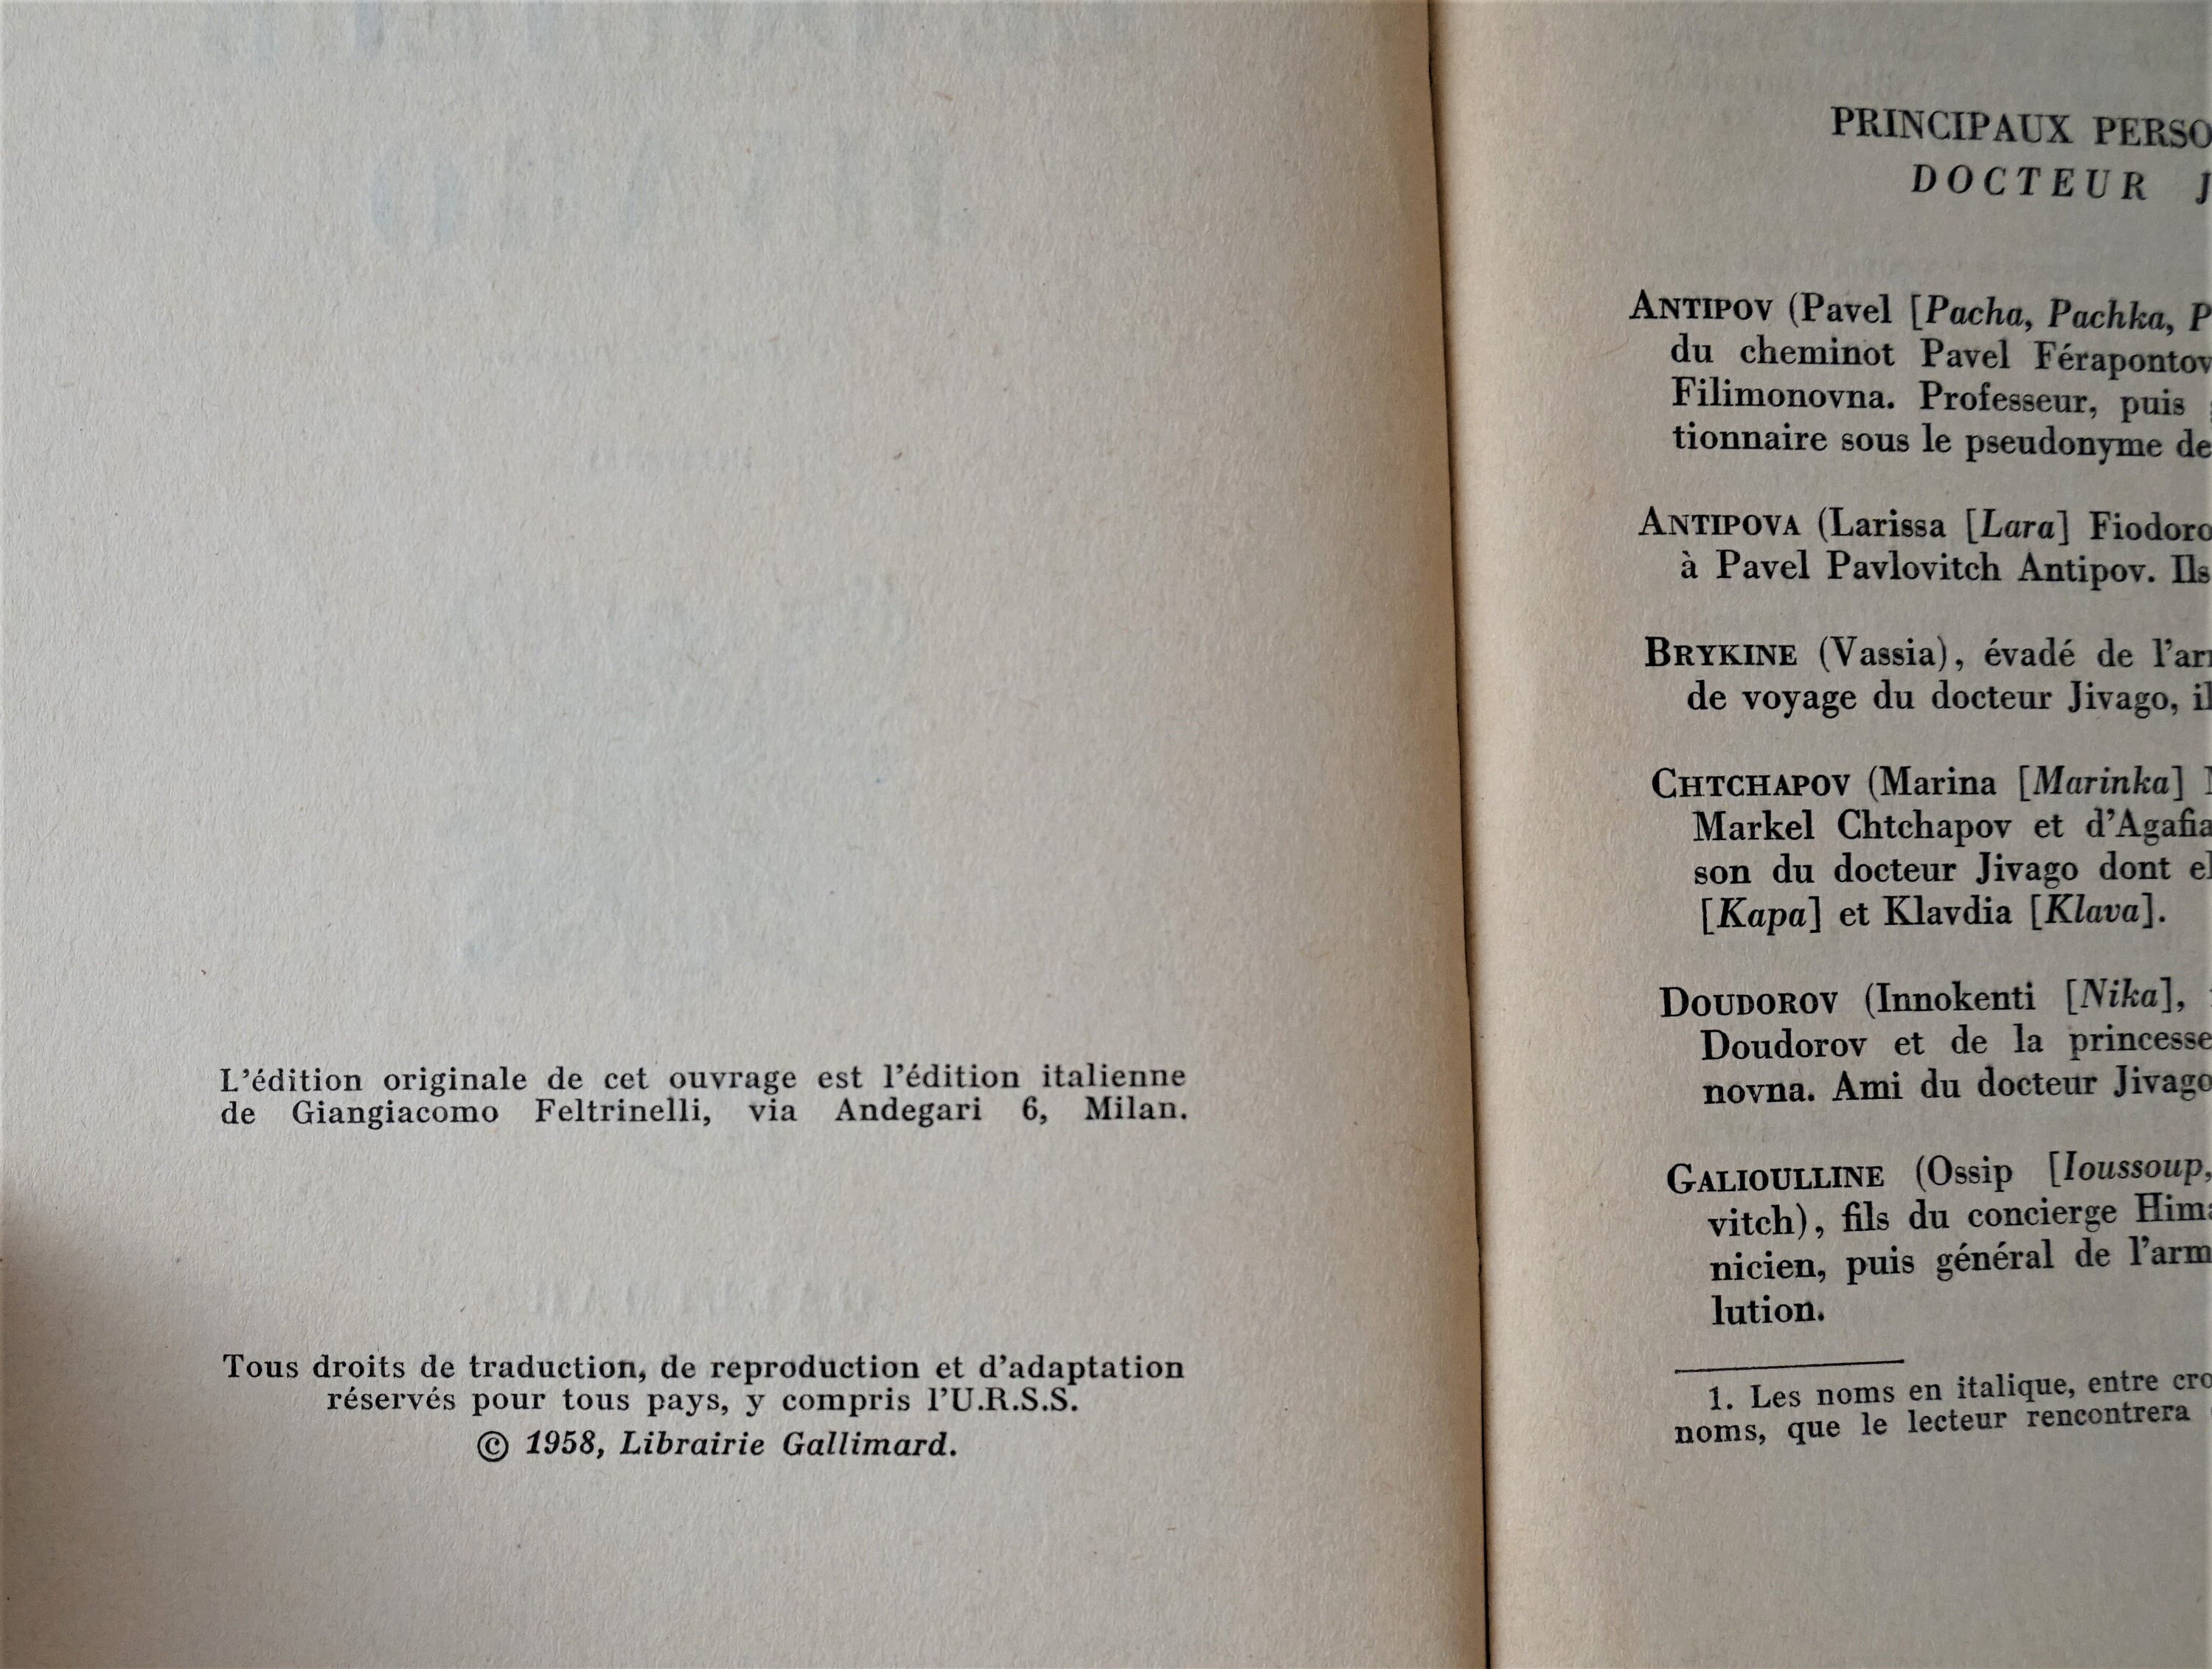 L'édition originale de cet ouvrage est l'édition italienne
de Giangiacomo Feltrinelli, via Andegari 6, Milan.
Tous droits de traduction, de reproduction et d'adaptation
réservés pour tous pays, y compris l'U.R.S.S.
© 1958, Librairie Gallimard.
PRINCIPAUX PERSO
DOCTEUR J
ANTIPOV (Pavel [Pacha, Pachka, P
du cheminot Pavel Férapontov
Filimonovna. Professeur, puis
tionnaire sous le pseudonyme de
ANTIPOVA (Larissa [Lara] Fiodoro
à Pavel Pavlovitch Antipov. Ils
BRYKINE (Vassia), évadé de l'arm
de voyage du docteur Jivago, il
CHTCHAPOV (Marina [Marinka]
Markel Chtchapov et d'Agafia
son du docteur Jivago dont el
[Kapa] et Klavdia [Klava].
DOUDOROV (Innokenti [Nika],
Doudorov et de la princesse
novna. Ami du docteur Jivago
GALIOULLINE (Ossip [Ioussoup,
vitch), fils du concierge Hima
nicien, puis général de l'arm
lution.
1. Les noms en italique, entre cro
noms, que le lecteur rencontrera